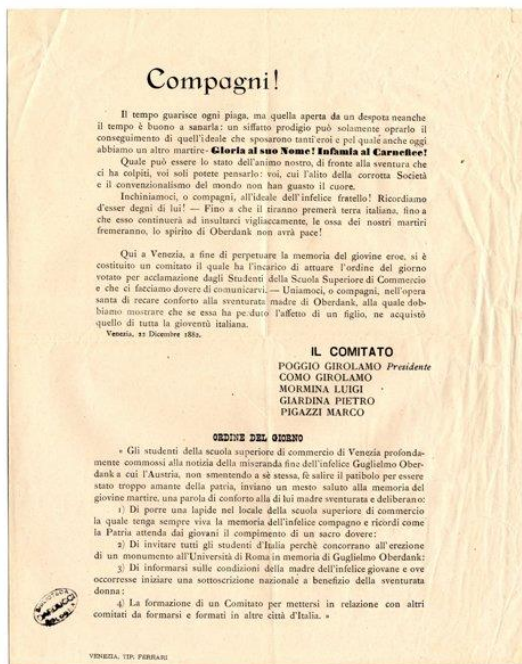 Compagni!
Il tempo guarisce ogni piaga, ma quella aperta da un despota neanche
il tempo è buono a sanarla: un siffatto prodigio può solamente oprarlo il
conseguimento di quell'ideale che sposarono tanti eroi e pel quale anche oggi
abbiamo un altro martire - Gloria al suo Nome! Infamia al Carnefice!
Quale può essere lo stato dell'animo nostro, di fronte alla sventura che
ci ha colpiti, voi soli potete pensarlo: voi, cui l'alito della corrotta Società
e il convenzionalismo del mondo non han guasto il cuore.
Inchiniamoci, o compagni, all'ideale dell'infelice fratello! Ricordiamo
d'esser degni di lui! — Fino a che il tiranno premerà terra italiana, fino a
che esso continuerà ad insultarci vigliaccamente, le ossa dei nostri martiri
fremeranno, lo spirito di Oberdank non avrà pace!
Qui a Venezia, a fine di perpetuare la memoria del giovine eroe, si è
costituito un comitato il quale ha l'incarico di attuare l'ordine del giorno
votato per acclamazione dagli Studenti della Scuola Superiore di Commercio
e che ci facciamo dovere di comunicarvi. — Uniamoci, o compagni, nell'opera
santa di recare conforto alla sventurata madre di Oberdank, alla quale dob-
biamo mostrare che se essa ha perduto l'affetto di un figlio, ne acquistò
quello di tutta la gioventù italiana.
Venezia, 22 Dicembre 1882.
IL COMITATO
POGGIO GIROLAMO Presidente
COMO GIROLAMO
MORMINA LUIGI
GIARDINA PIETRO
PIGAZZI MARCO
ORDINE DEL GIORNO
« Gli studenti della scuola superiore di commercio di Venezia profonda-
mente commossi alla notizia della miseranda fine dell'infelice Guglielmo Ober-
dank a cui l'Austria, non smentendo a sè stessa, fè salire il patibolo per essere
stato troppo amante della patria, inviano un mesto saluto alla memoria del
giovine martire, una parola di conforto alla di lui madre sventurata e deliberano:
1) Di porre una lapide nel locale della scuola superiore di commercio
la quale tenga sempre viva la memoria dell'infelice compagno e ricordi come
la Patria attenda dai giovani il compimento di un sacro dovere:
2) Di invitare tutti gli studenti d'Italia perchè concorrano all'erezione
di un monumento all'Università di Roma in memoria di Guglielmo Oberdank:
3) Di informarsi sulle condizioni della madre dell'infelice giovane e ove
occorresse iniziare una sottoscrizione nazionale a benefizio della sventurata
donna:
4) La formazione di un Comitato per mettersi in relazione con altri
comitati da formarsi e formati in altre città d'Italia. »
BIBLIOTECA
CARDUCCI
BOLOGNA
VENEZIA, TIP. FERRARI